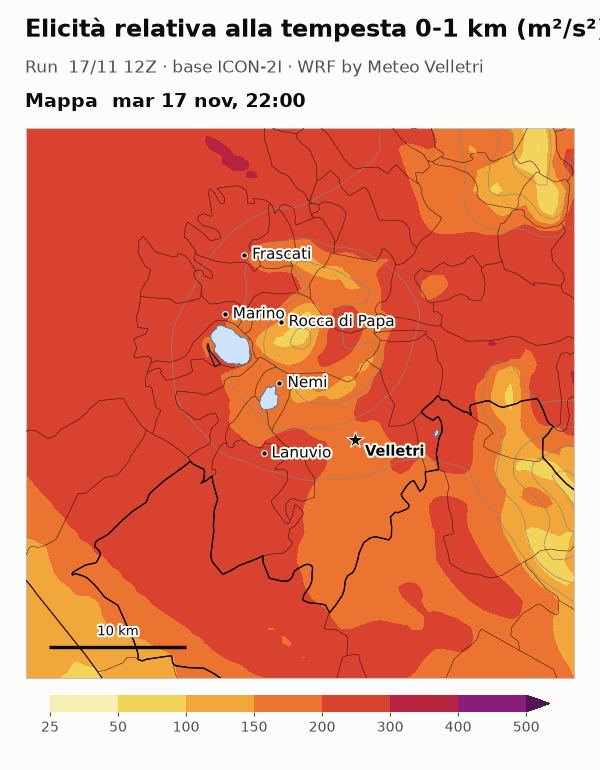 Elicità relativa alla tempesta 0-1 km (m²/s²)
Run 17/11 12Z · base ICON-2I · WRF by Meteo Velletri
Mappa mar 17 nov, 22:00
Frascati
Marino
Rocca di Papa
Nemi
Velletri
Lanuvio
10 km
25 50 100 150 200 300 400 500